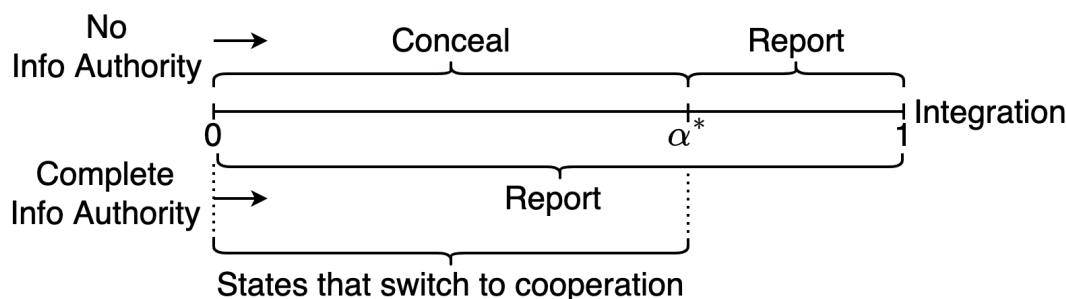 No
Info Authority
Conceal
Report
Integration
0
α*
1
Complete
Info Authority
Report
States that switch to cooperation